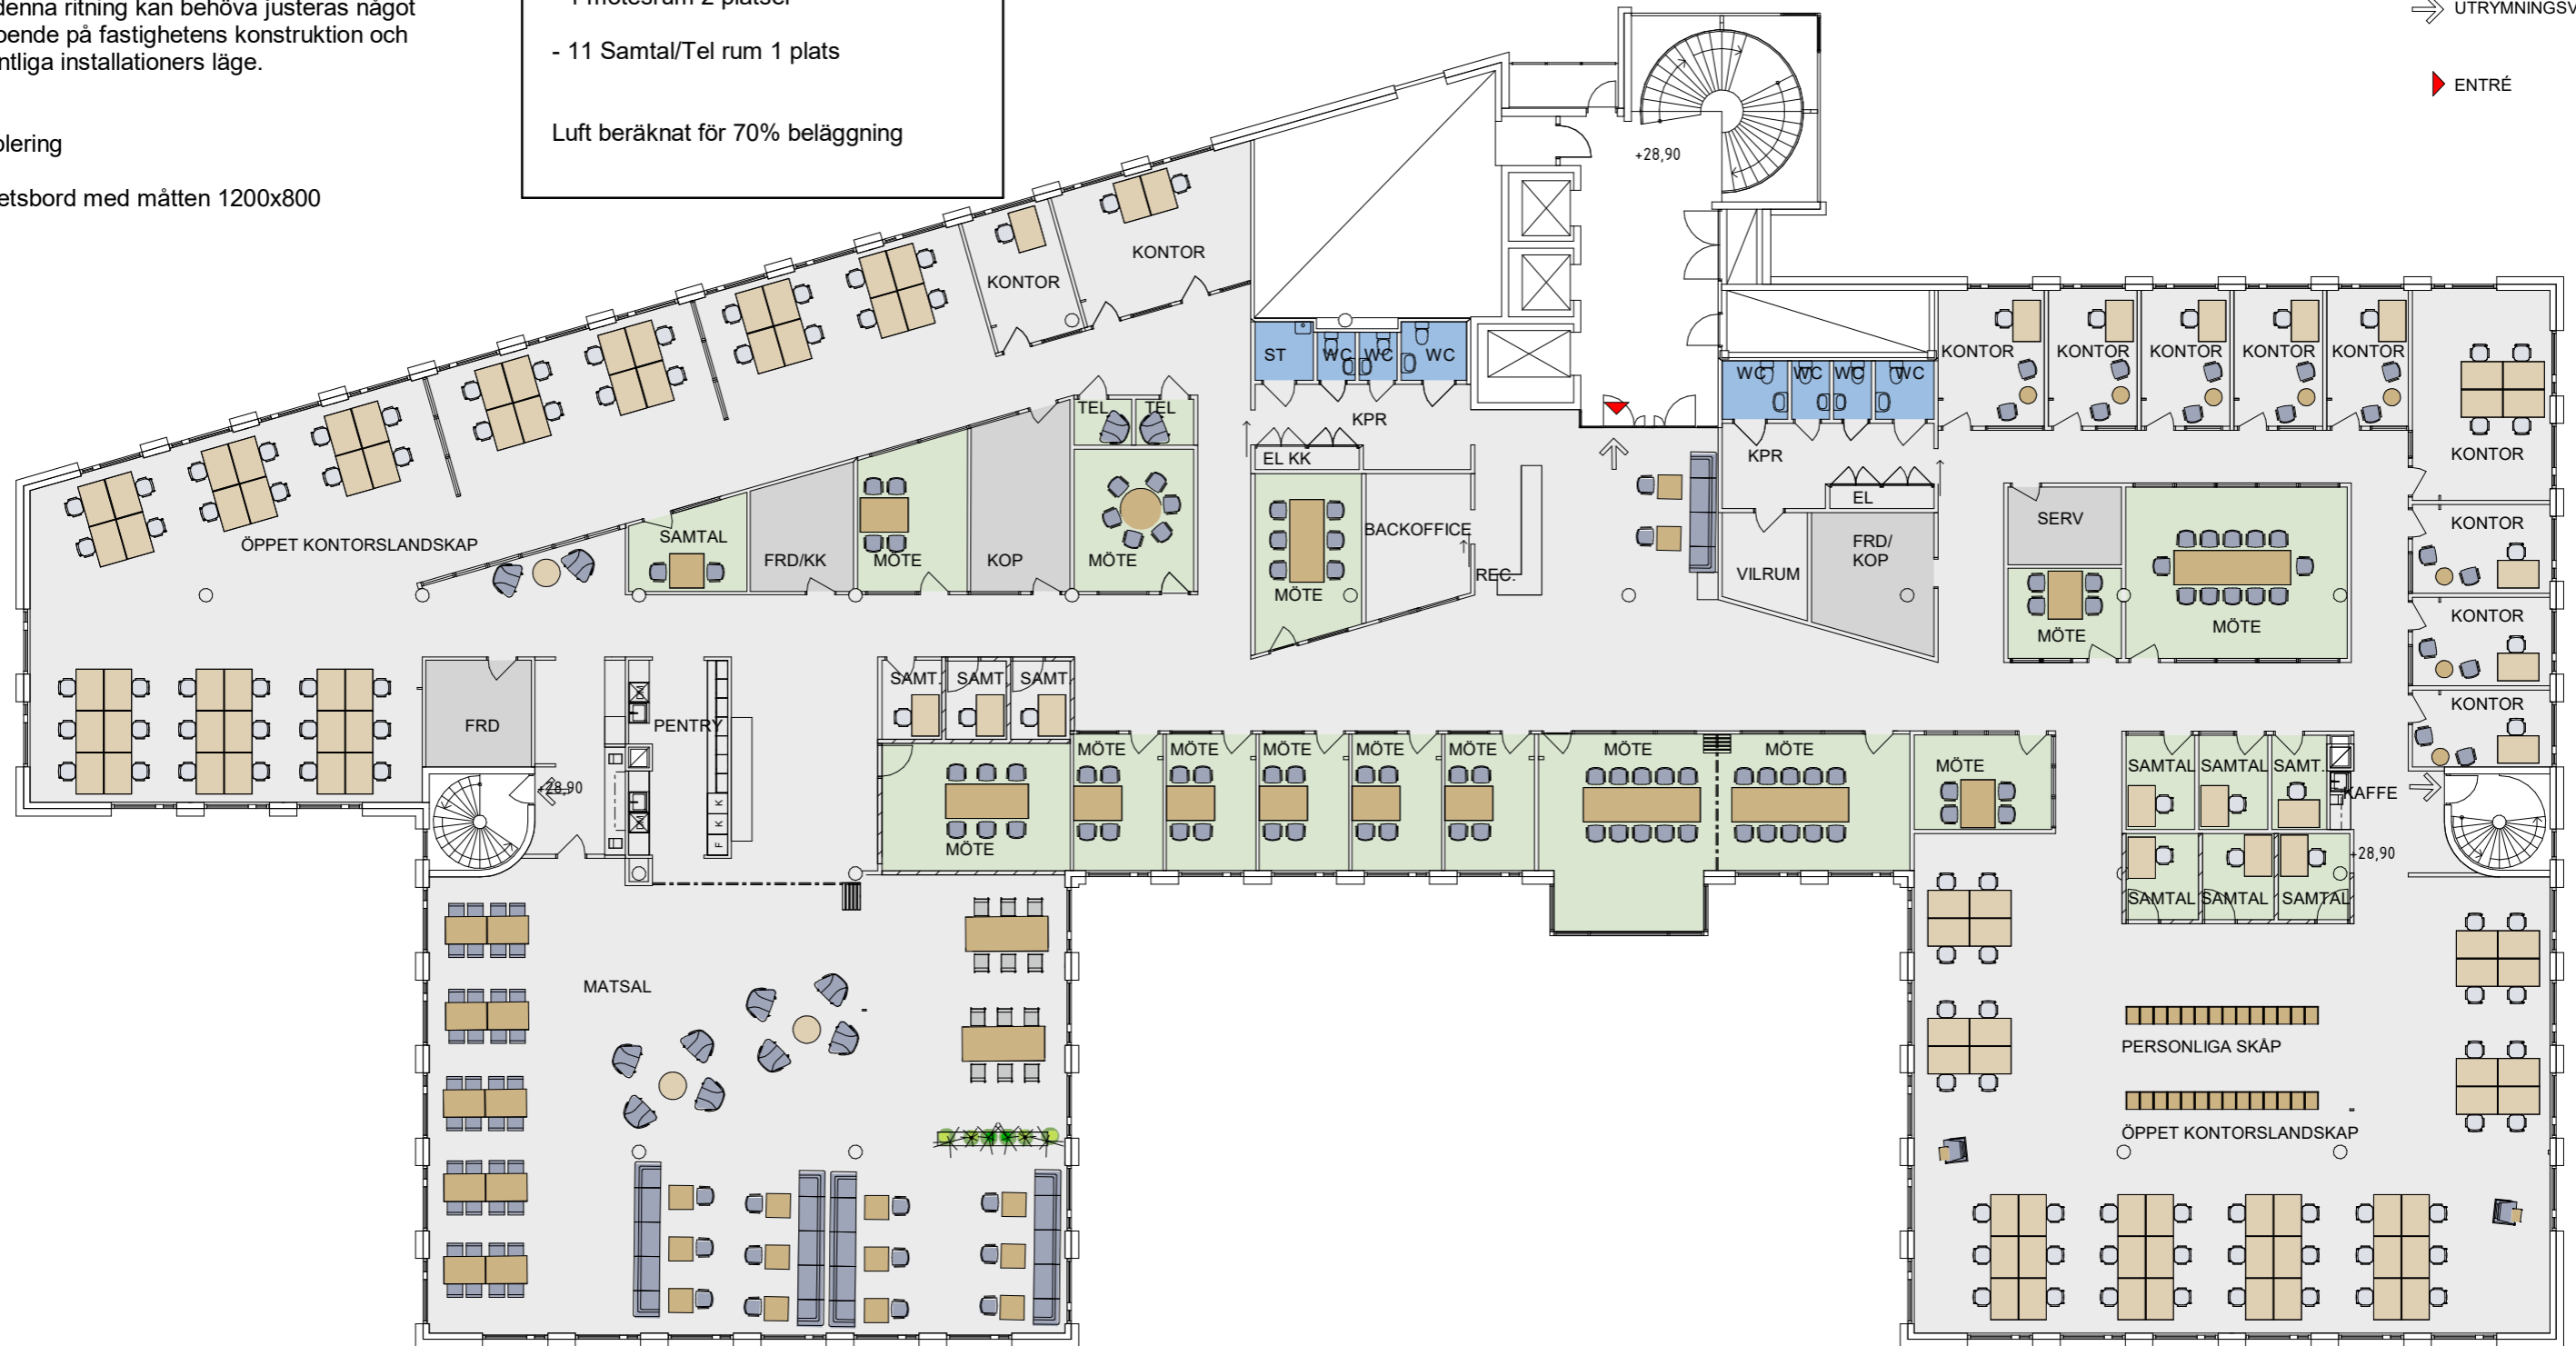 denna ritning kan behöva justeras något
oende på fastighetens konstruktion och
ntliga installationers läge.
olering
etsbord med måtten 1200x800
- 11 Samtal/Tel rum 1 plats
Luft beräknat för 70% beläggning
UTRYMNINGSV
ENTRÉ
+28,90
KONTOR
KONTOR
ST
WC
WC
WC
KPR
EL KK
WC
WC
WC
WC
KPR
EL
KONTOR
KONTOR
KONTOR
KONTOR
KONTOR
KONTOR
TEL
TEL
ÖPPET KONTORSLANDSKAP
SAMTAL
FRD/KK
MÖTE
KOP
MÖTE
MÖTE
BACKOFFICE
REC.
VILRUM
FRD/
KOP
SERV
MÖTE
MÖTE
KONTOR
KONTOR
KONTOR
FRD
PENTRY
DM
DM
K
K
F
+28,90
SAMT.
SAMT.
SAMT.
MÖTE
MÖTE
MÖTE
MÖTE
MÖTE
MÖTE
MÖTE
MÖTE
MÖTE
SAMTAL
SAMTAL
SAMT.
KAFFE
SAMTAL
SAMTAL
SAMTAL
+28,90
MATSAL
PERSONLIGA SKÅP
ÖPPET KONTORSLANDSKAP